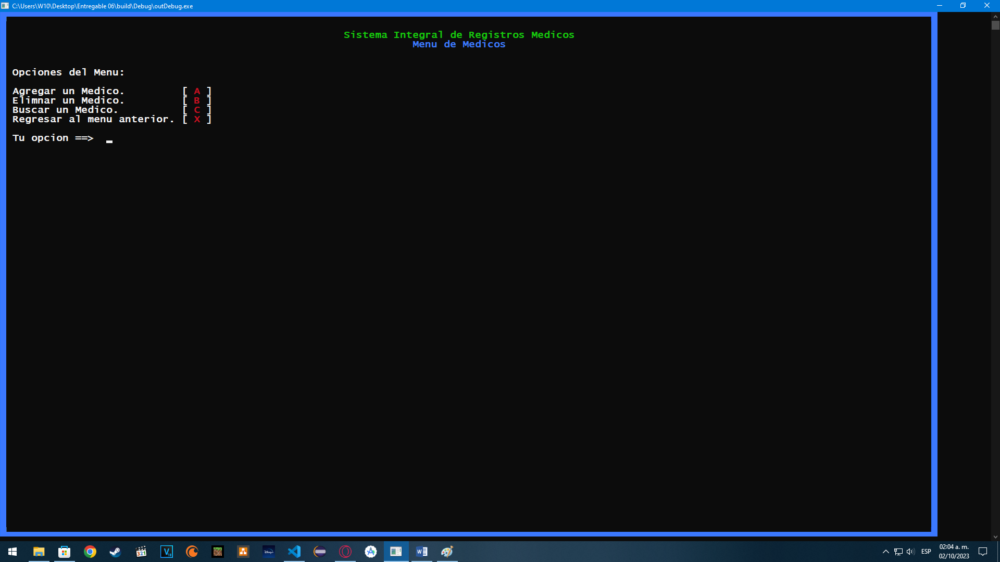 C:\Users\W10\Desktop\Entregable 06\build\Debug\outDebug.exe
Sistema Integral de Registros Medicos
Menu de Medicos
Opciones del Menu:
Agregar un Medico. [ A ]
Elimnar un Medico. [ B ]
Buscar un Medico. [ C ]
Regresar al menu anterior. [ X ]
Tu opcion ==>
321
Disney+
ESP
02:04 a. m.
02/10/2023